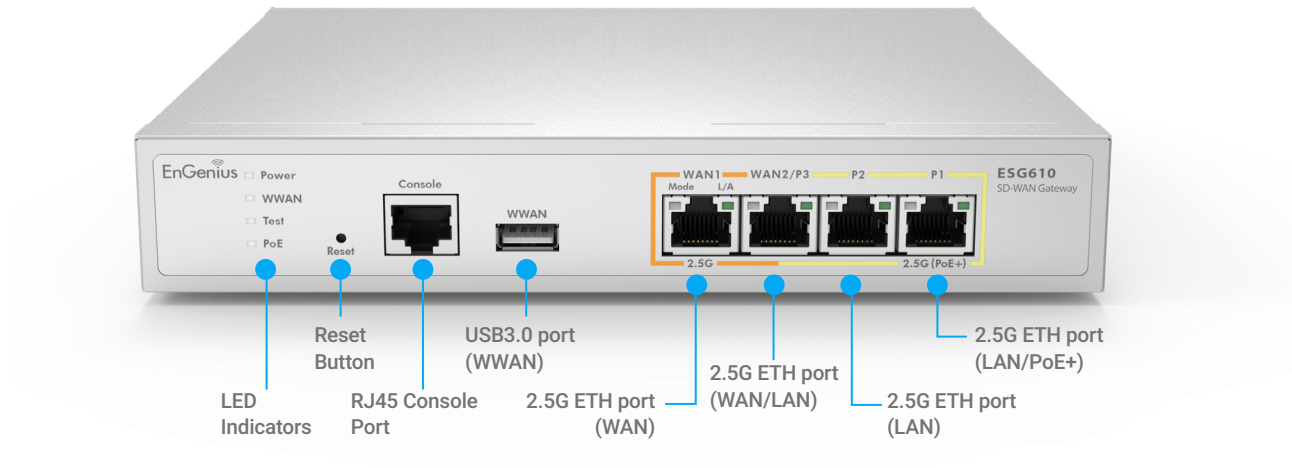 EnGenius
Power
WWAN
Test
PoE
Reset
Console
WWAN
WAN1
WAN2/P3
P2
P1
Mode
L/A
2.5G
2.5G(PoE+)
ESG610
SD-WAN Gateway
LED
Indicators
Reset
Button
RJ45 Console
Port
USB3.0 port
(WWAN)
2.5G ETH port
(WAN)
2.5G ETH port
(WAN/LAN)
2.5G ETH port
(LAN)
2.5G ETH port
(LAN/PoE+)